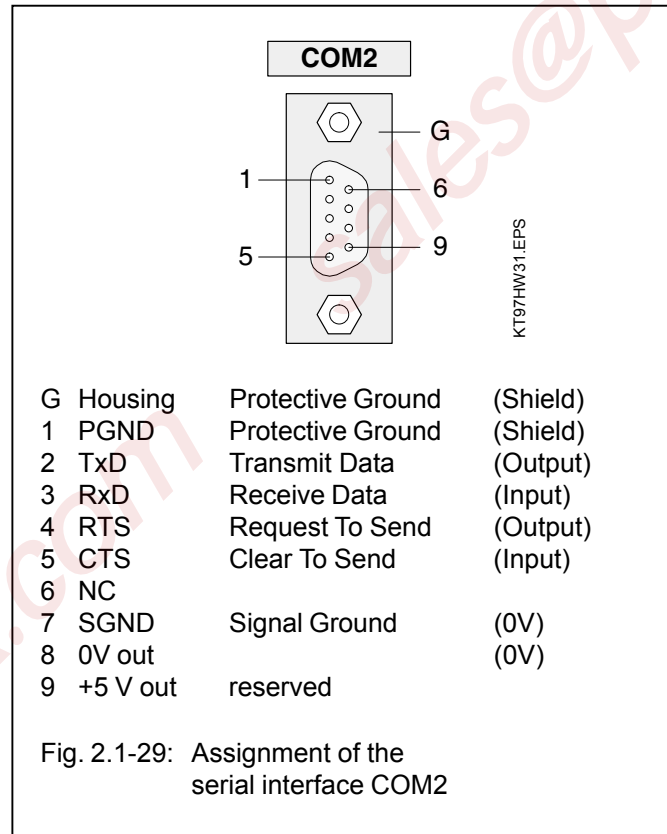 COM2
G
1
6
5
9
KT97HW31.EPS
G Housing Protective Ground (Shield)
1 PGND Protective Ground (Shield)
2 TxD Transmit Data (Output)
3 RxD Receive Data (Input)
4 RTS Request To Send (Output)
5 CTS Clear To Send (Input)
6 NC
7 SGND Signal Ground (0V)
8 0V out (0V)
9 +5 V out reserved
Fig. 2.1-29: Assignment of the
serial interface COM2
sales@p
.com